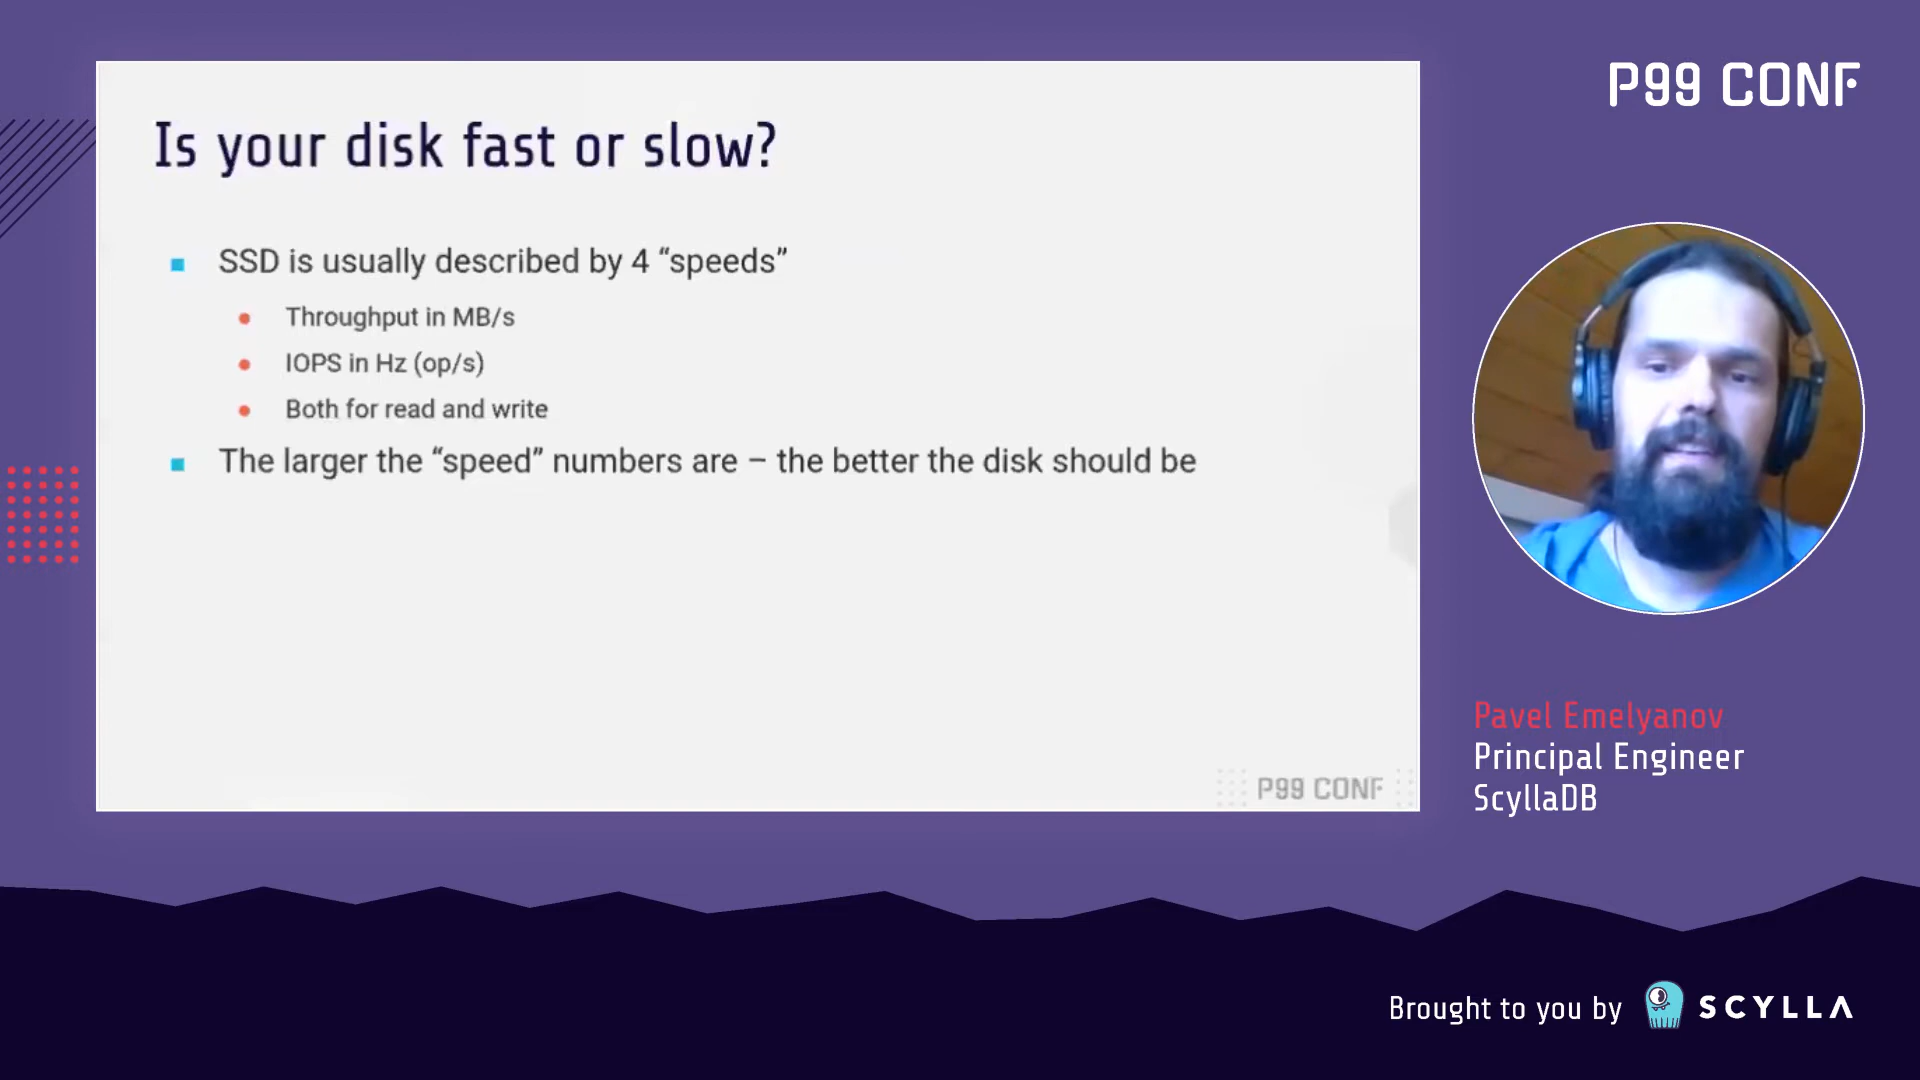 P99 CONF
Is your disk fast or slow?
SSD is usually described by 4 “speeds”
Throughput in MB/s
IOPS in Hz (op/s)
Both for read and write
The larger the “speed” numbers are – the better the disk should be
P99 CONF
Pavel Emelyanov
Principal Engineer
ScyllaDB
Brought to you by SCYLLA